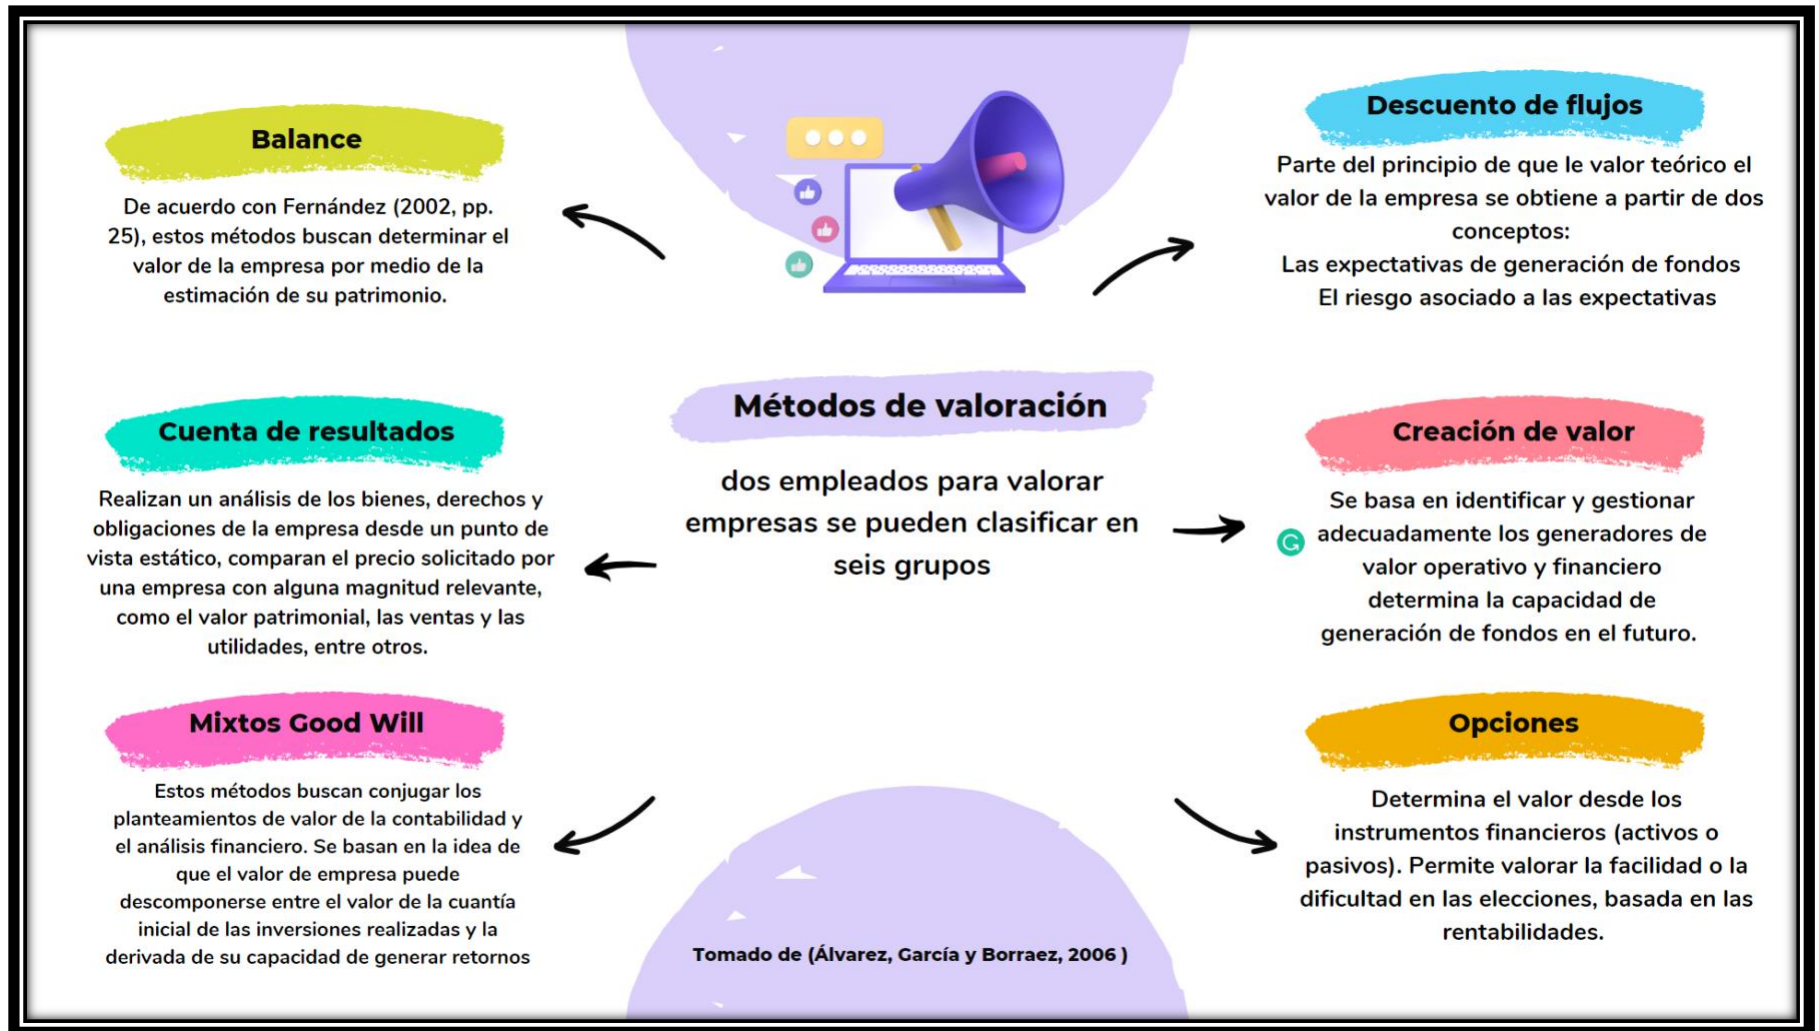 Balance
De acuerdo con Fernández (2002, pp.
25), estos métodos buscan determinar el
valor de la empresa por medio de la
estimación de su patrimonio.
Cuenta de resultados
Realizan un análisis de los bienes, derechos y
obligaciones de la empresa desde un punto de
vista estático, comparan el precio solicitado por
una empresa con alguna magnitud relevante,
como el valor patrimonial, las ventas y las
utilidades, entre otros.
Mixtos Good Will
Estos métodos buscan conjugar los
planteamientos de valor de la contabilidad y
el análisis financiero. Se basan en la idea de
que el valor de empresa puede
descomponerse entre el valor de la cuantía
inicial de las inversiones realizadas y la
derivada de su capacidad de generar retornos
Métodos de valoración
dos empleados para valorar
empresas se pueden clasificar en
seis grupos
Tomado de (Álvarez, García y Borraez, 2006 )
Descuento de flujos
Parte del principio de que le valor teórico el
valor de la empresa se obtiene a partir de dos
conceptos:
Las expectativas de generación de fondos
El riesgo asociado a las expectativas
Creación de valor
Se basa en identificar y gestionar
adecuadamente los generadores de
valor operativo y financiero
determina la capacidad de
generación de fondos en el futuro.
Opciones
Determina el valor desde los
instrumentos financieros (activos o
pasivos). Permite valorar la facilidad o la
dificultad en las elecciones, basada en las
rentabilidades.